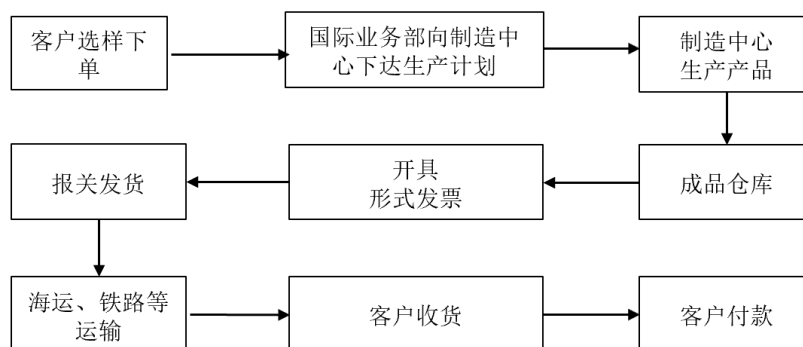 客户选样下
单
国际业务部向制造中
心下达生产计划
制造中心
生产产品
报关发货
开具
形式发票
成品仓库
海运、铁路等
运输
客户收货
客户付款